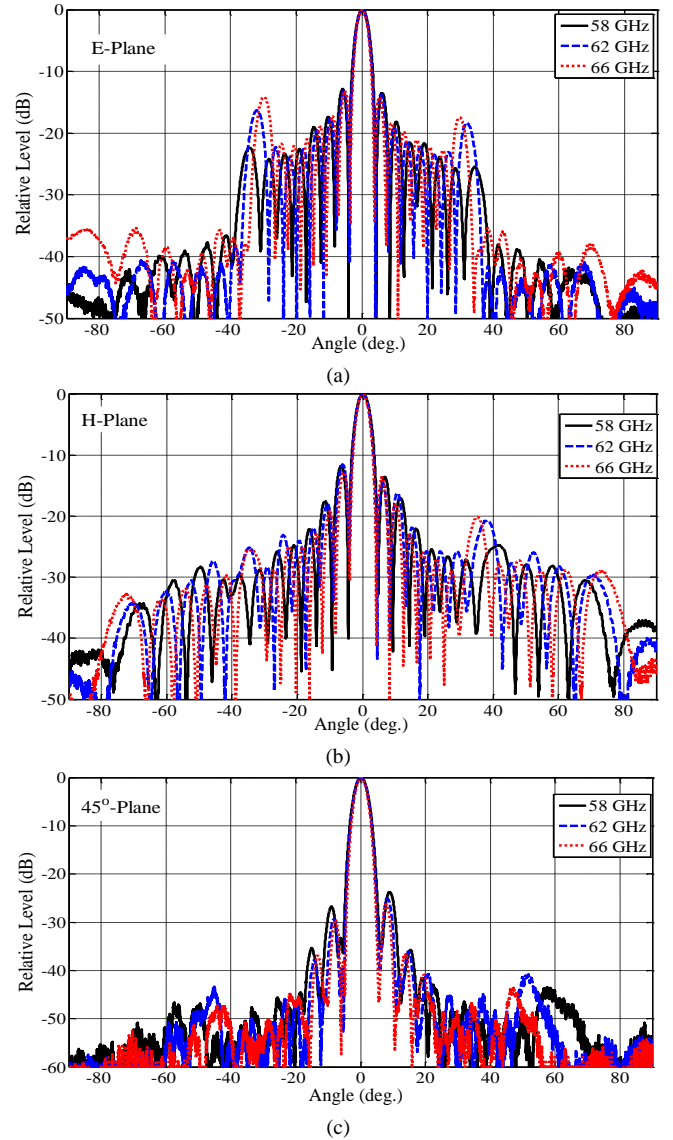 0
-10
-20
-30
-40
-50
Relative Level (dB)
E-Plane
58 GHz
62 GHz
66 GHz
-80 -60 -40 -20 0 20 40 60 80
Angle (deg.)
(a)
0
-10
-20
-30
-40
-50
Relative Level (dB)
H-Plane
58 GHz
62 GHz
66 GHz
-80 -60 -40 -20 0 20 40 60 80
Angle (deg.)
(b)
0
-10
-20
-30
-40
-50
-60
Relative Level (dB)
45°-Plane
58 GHz
62 GHz
66 GHz
-80 -60 -40 -20 0 20 40 60 80
Angle (deg.)
(c)